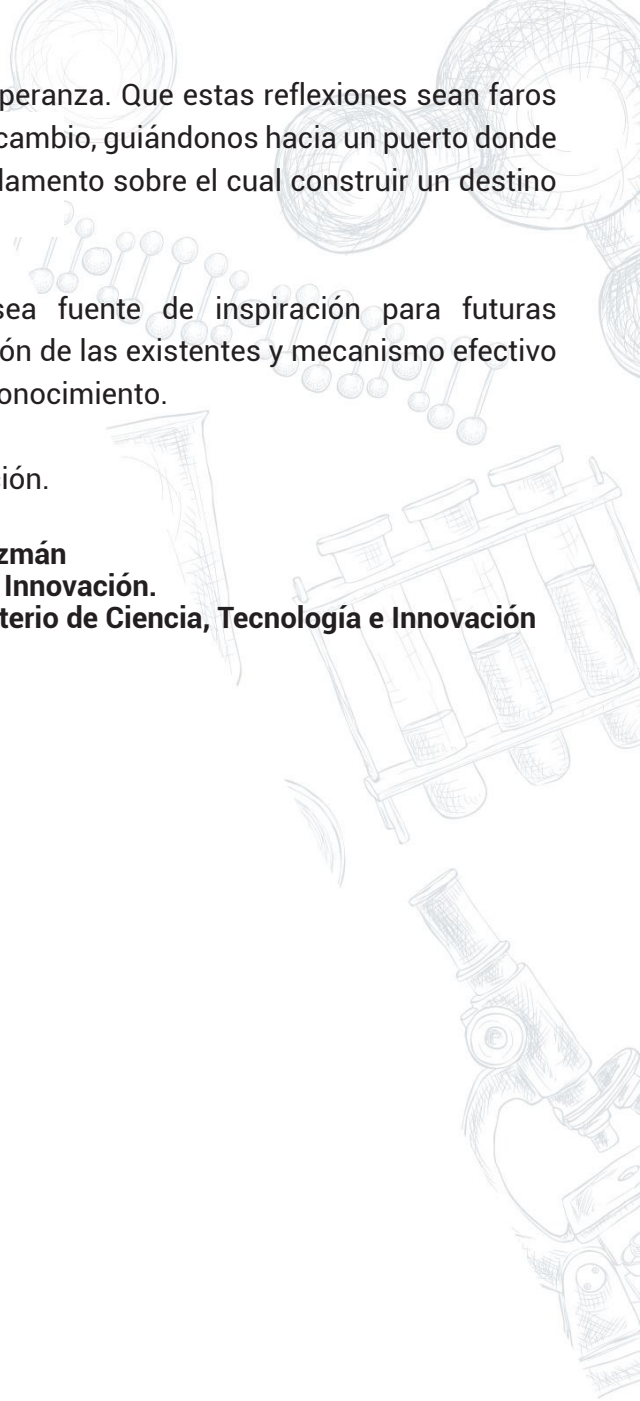 peranza. Que estas reflexiones sean faros
cambio, guiándonos hacia un puerto donde
lamento sobre el cual construir un destino
sea fuente de inspiración para futuras
ón de las existentes y mecanismo efectivo
onocimiento.
ión.
zmán
Innovación.
terio de Ciencia, Tecnología e Innovación